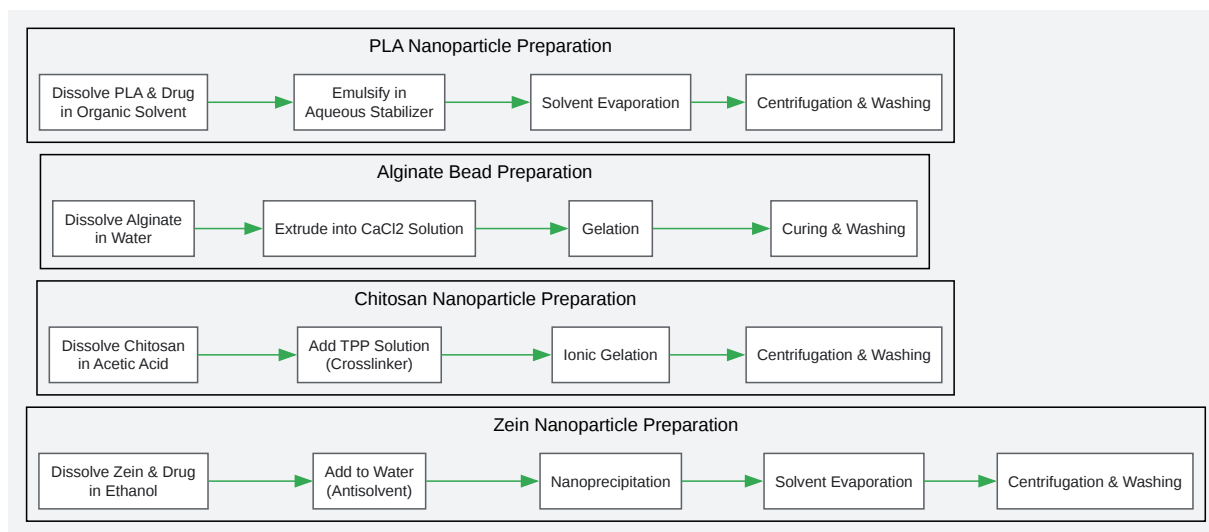 PLA Nanoparticle Preparation
Dissolve PLA & Drug
in Organic Solvent
Emulsify in
Aqueous Stabilizer
Solvent Evaporation
Centrifugation & Washing
Alginate Bead Preparation
Dissolve Alginate
in Water
Extrude into CaCl2 Solution
Gelation
Curing & Washing
Chitosan Nanoparticle Preparation
Dissolve Chitosan
in Acetic Acid
Add TPP Solution
(Crosslinker)
Ionic Gelation
Centrifugation & Washing
Zein Nanoparticle Preparation
Dissolve Zein & Drug
in Ethanol
Add to Water
(Antisolvent)
Nanoprecipitation
Solvent Evaporation
Centrifugation & Washing